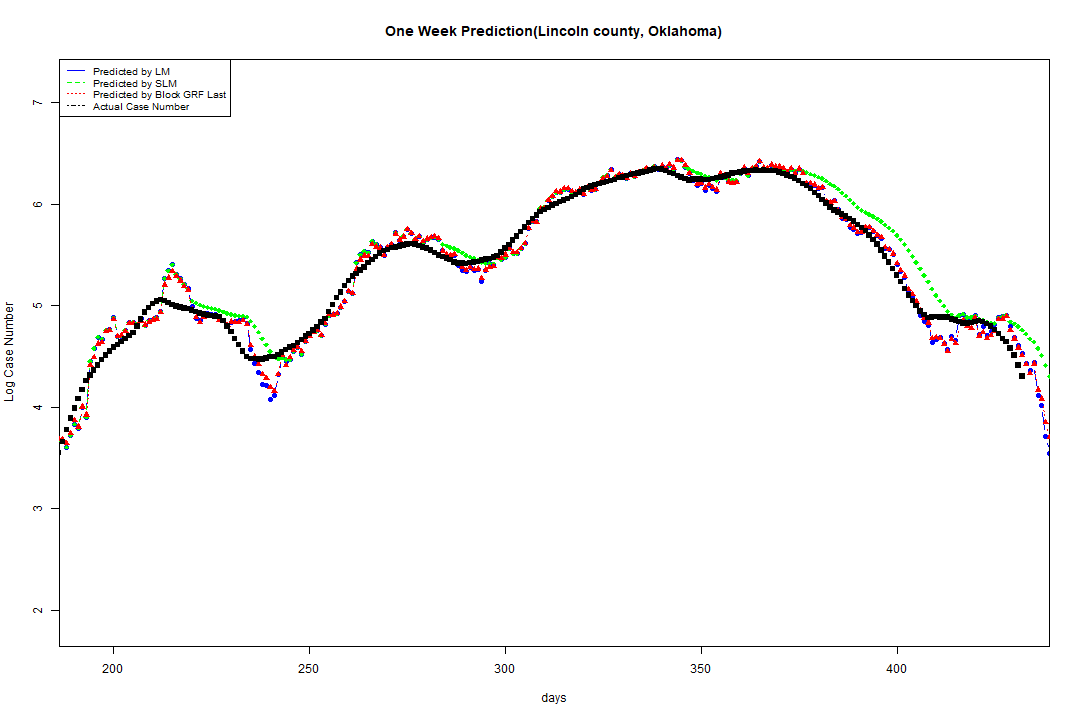 One Week Prediction(Lincoln county, Oklahoma)
Predicted by LM
Predicted by SLM
Predicted by Block GRF Last
Actual Case Number
7
6
5
4
3
2
Log Case Number
200 250 300 350 400
days